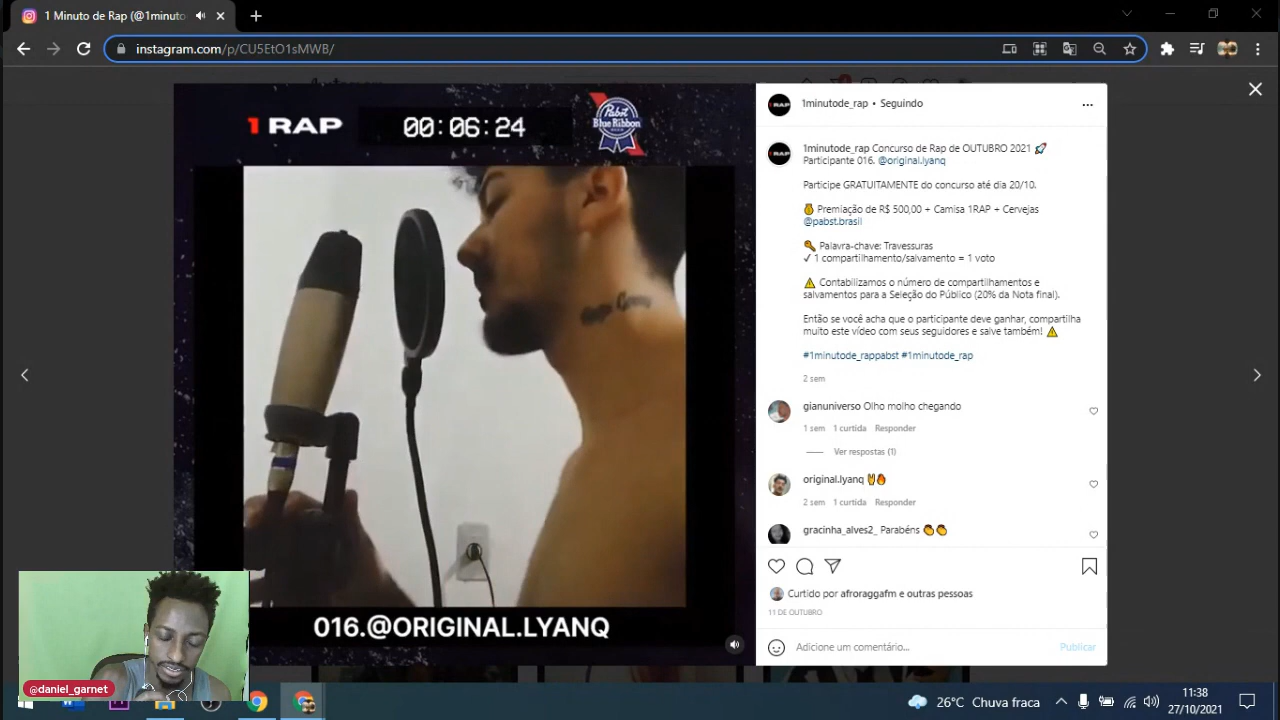 1 Minuto de Rap (@1minuto
instagram.com/p/CU5EtO1sMWB/
1 RAP
00:06:24
Pabst
Blue Ribbon
016.@ORIGINAL.LYANQ
1minutode_rap • Seguindo
1minutode_rap Concurso de Rap de OUTUBRO 2021 🚀
Participante 016. @original.lyanq
Participe GRATUITAMENTE do concurso até dia 20/10.
🏅 Premiação de R$ 500,00 + Camisa 1RAP + Cervejas
@pabst.brasil
🔑 Palavra-chave: Travessuras
✓ 1 compartilhamento/salvamento = 1 voto
⚠ Contabilizamos o número de compartilhamentos e
salvamentos para a Seleção do Público (20% da Nota final).
Então se você acha que o participante deve ganhar, compartilha
muito este vídeo com seus seguidores e salve também! ⚠
#1minutode_rappabst #1minutode_rap
2 sem
gianuniverso Olho molho chegando
1 sem 1 curtida Responder
Ver respostas (1)
original.lyanq 🤘🔥
2 sem 1 curtida Responder
gracinha_alves2_ Parabéns 👏👏
Curtido por afroraggafm e outras pessoas
11 DE OUTUBRO
Adicione um comentário...
Publicar
@daniel_garnet
26°C Chuva fraca
11:38
27/10/2021